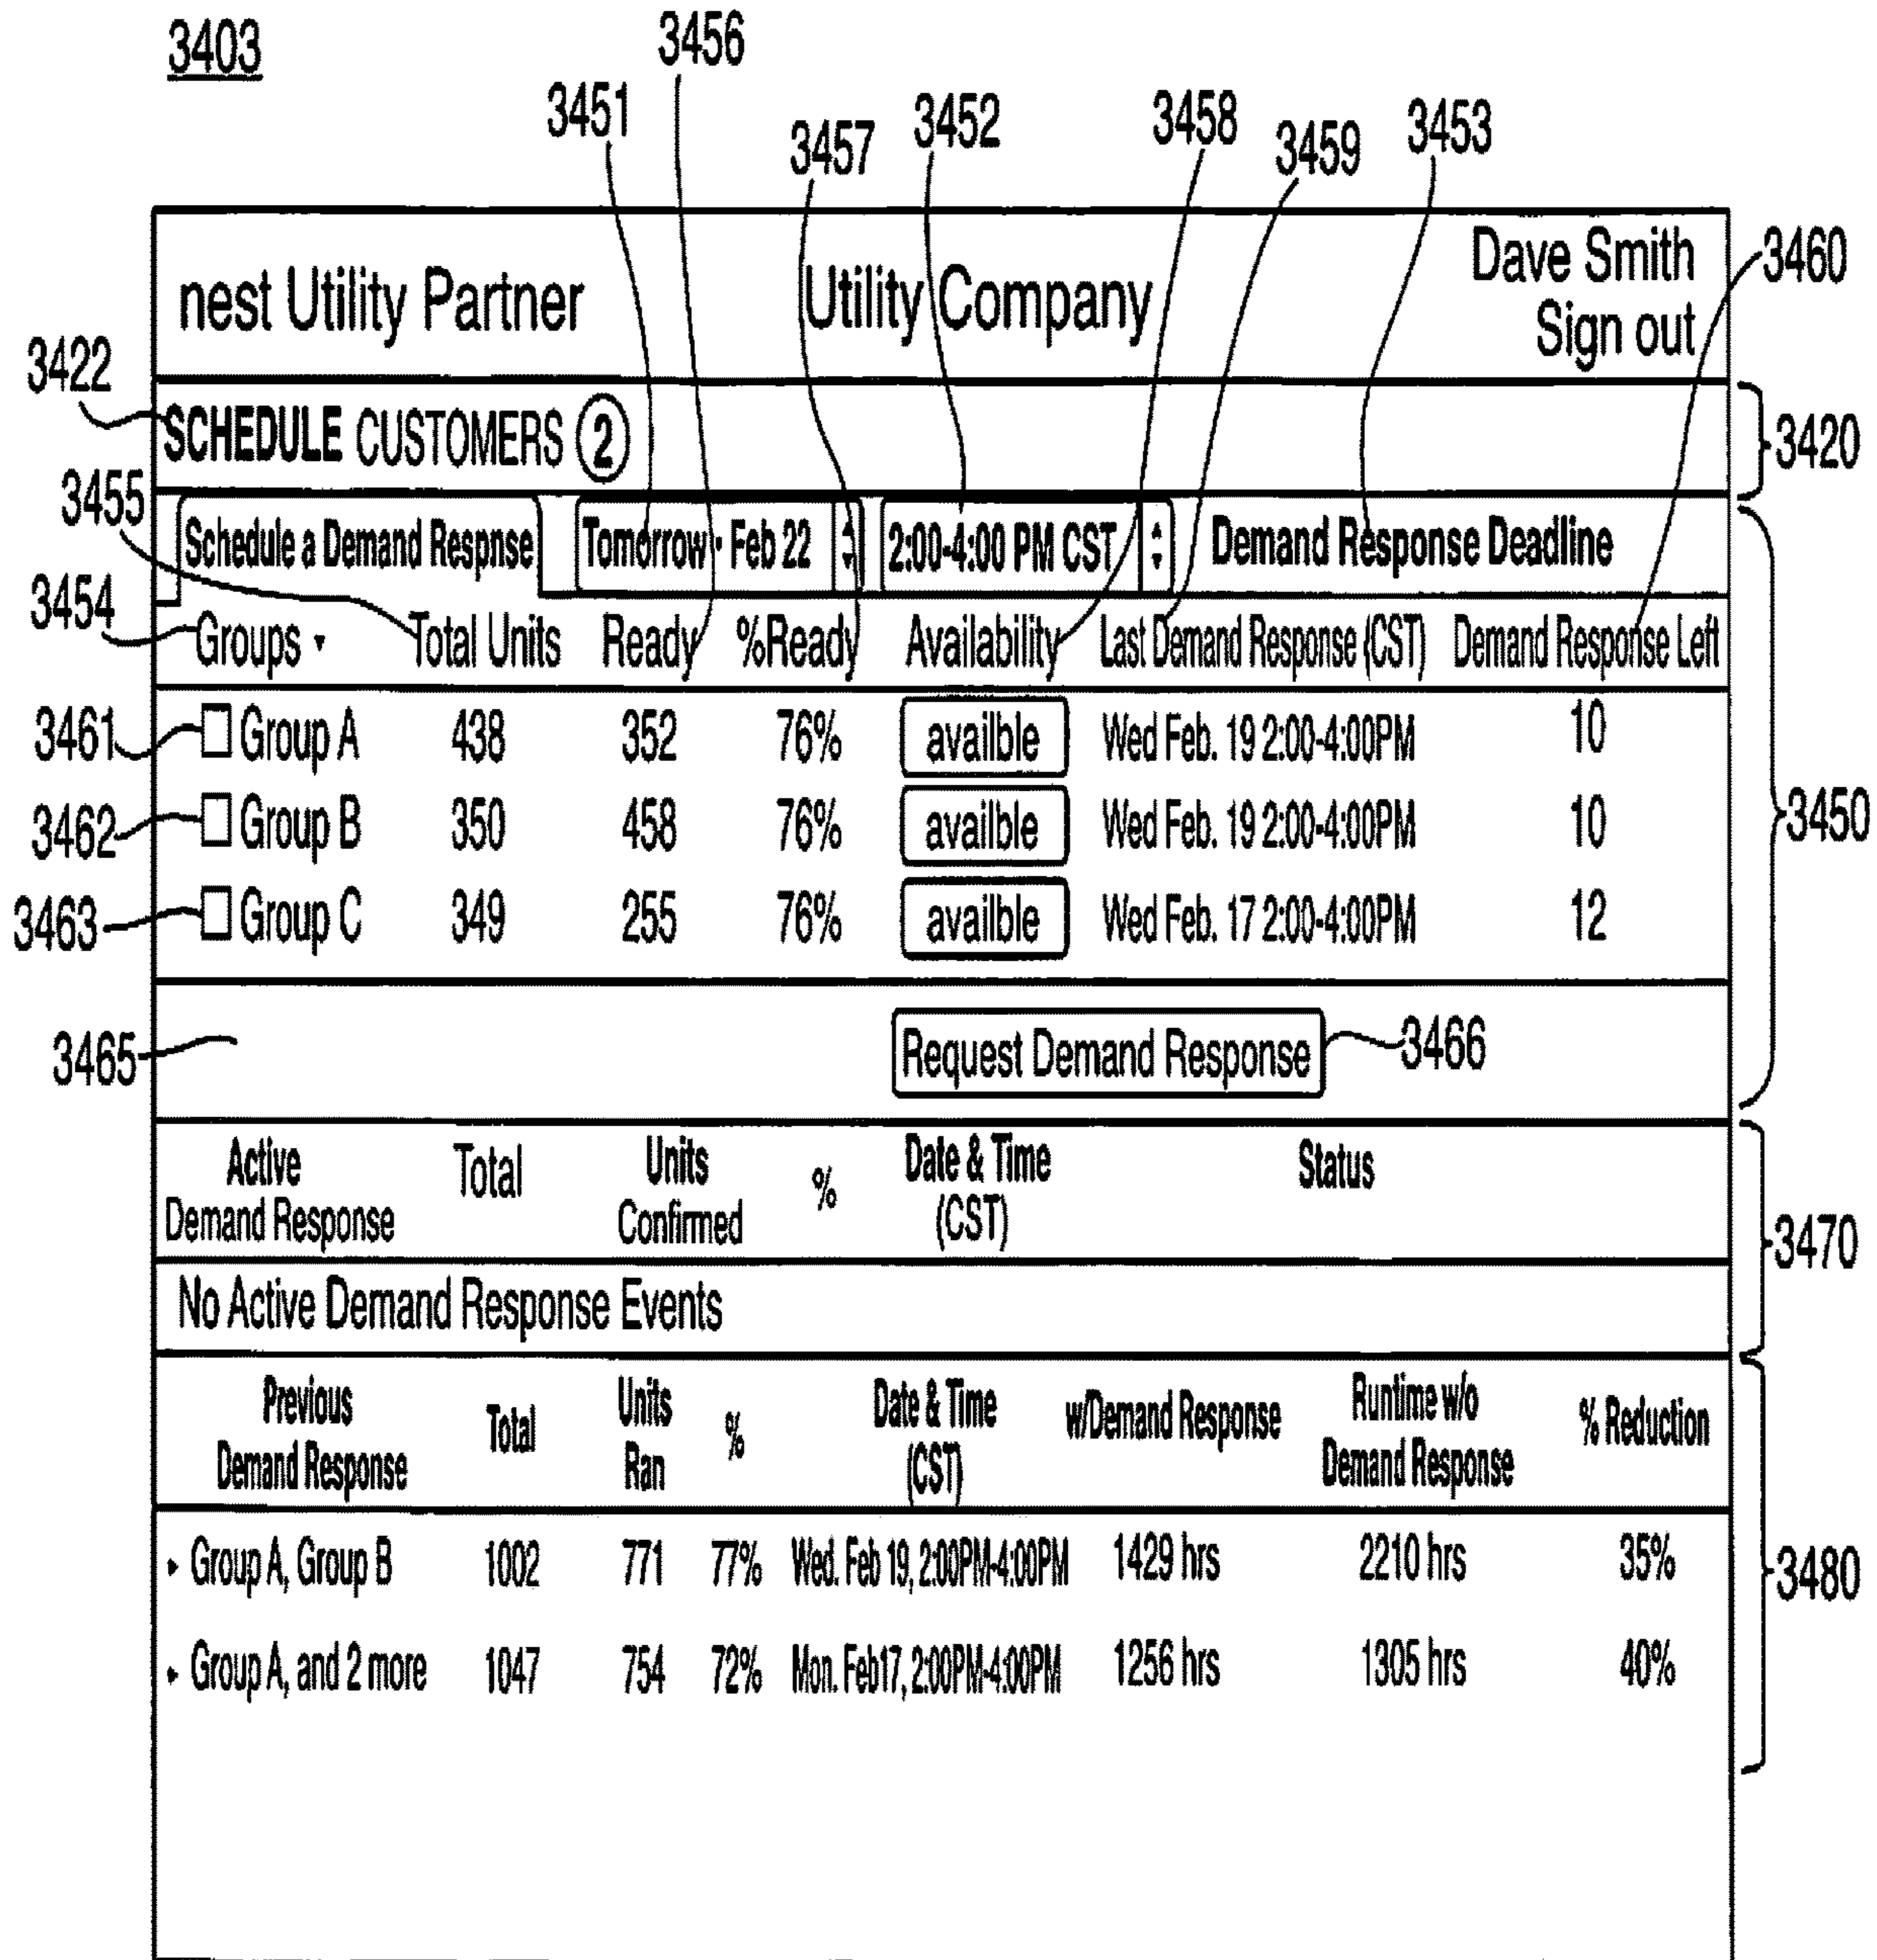 3403
3456
3451
3457
3452
3458
3459
3453
nest Utility Partner Utility Company Dave Smith
Sign out
3460
3422
SCHEDULE CUSTOMERS 2
3420
3455
Schedule a Demand Respnse Tomorrow - Feb 22 2:00-4:00 PM CST Demand Response Deadline
3454
Groups Total Units Ready %Ready Availability Last Demand Response (CST) Demand Response Left
3461 Group A 438 352 76% availble Wed Feb. 19 2:00-4:00PM 10
3462 Group B 350 458 76% availble Wed Feb. 19 2:00-4:00PM 10
3450
3463 Group C 349 255 76% availble Wed Feb. 17 2:00-4:00PM 12
3465 Request Demand Response 3466
Active Total Units % Date & Time Status
Demand Response Confirmed (CST)
3470
No Active Demand Response Events
Previous Total Units % Date & Time w/Demand Response Runtime w/o % Reduction
Demand Response Ran (CST) Demand Response
Group A, Group B 1002 771 77% Wed. Feb 19, 2:00PM-4:00PM 1429 hrs 2210 hrs 35%
3480
Group A, and 2 more 1047 754 72% Mon. Feb17, 2:00PM-4:00PM 1256 hrs 1305 hrs 40%